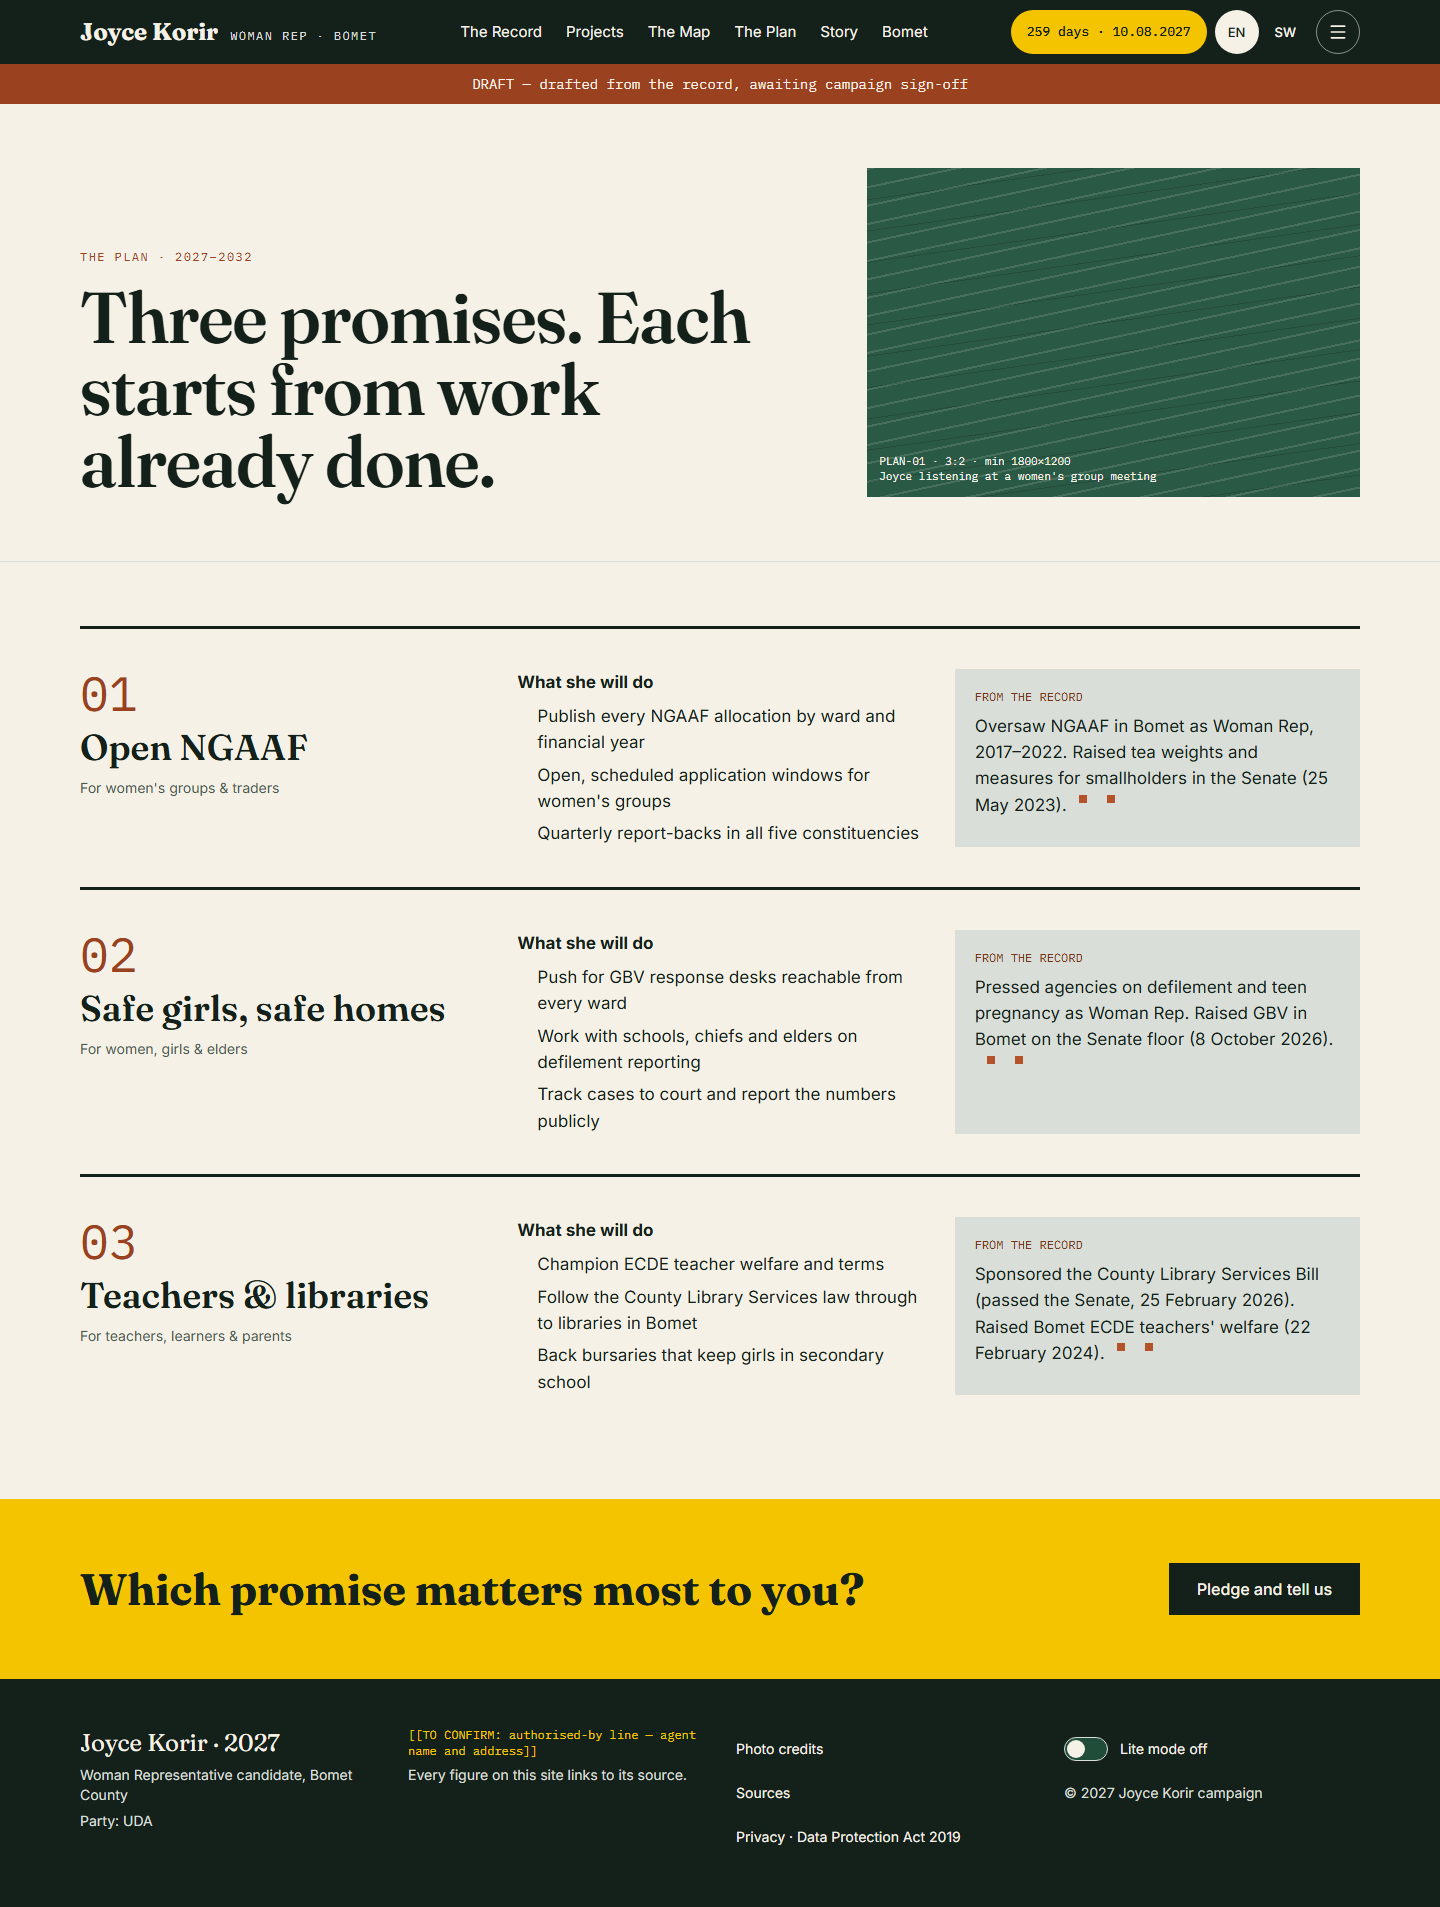 Joyce Korir WOMAN REP · BOMET
The Record Projects The Map The Plan Story Bomet
259 days · 10.08.2027 EN SW
DRAFT — drafted from the record, awaiting campaign sign-off
THE PLAN · 2027–2032
Three promises. Each
starts from work
already done.
PLAN-01 · 3:2 · min 1800×1200
Joyce listening at a women's group meeting
01
Open NGAAF
For women's groups & traders
What she will do
Publish every NGAAF allocation by ward and
financial year
Open, scheduled application windows for
women's groups
Quarterly report-backs in all five constituencies
FROM THE RECORD
Oversaw NGAAF in Bomet as Woman Rep,
2017–2022. Raised tea weights and
measures for smallholders in the Senate (25
May 2023).
02
Safe girls, safe homes
For women, girls & elders
What she will do
Push for GBV response desks reachable from
every ward
Work with schools, chiefs and elders on
defilement reporting
Track cases to court and report the numbers
publicly
FROM THE RECORD
Pressed agencies on defilement and teen
pregnancy as Woman Rep. Raised GBV in
Bomet on the Senate floor (8 October 2026).
03
Teachers & libraries
For teachers, learners & parents
What she will do
Champion ECDE teacher welfare and terms
Follow the County Library Services law through
to libraries in Bomet
Back bursaries that keep girls in secondary
school
FROM THE RECORD
Sponsored the County Library Services Bill
(passed the Senate, 25 February 2026).
Raised Bomet ECDE teachers' welfare (22
February 2024).
Which promise matters most to you?
Pledge and tell us
Joyce Korir · 2027
Woman Representative candidate, Bomet
County
Party: UDA
[[TO CONFIRM: authorised-by line — agent
name and address]]
Every figure on this site links to its source.
Photo credits
Sources
Privacy · Data Protection Act 2019
Lite mode off
© 2027 Joyce Korir campaign